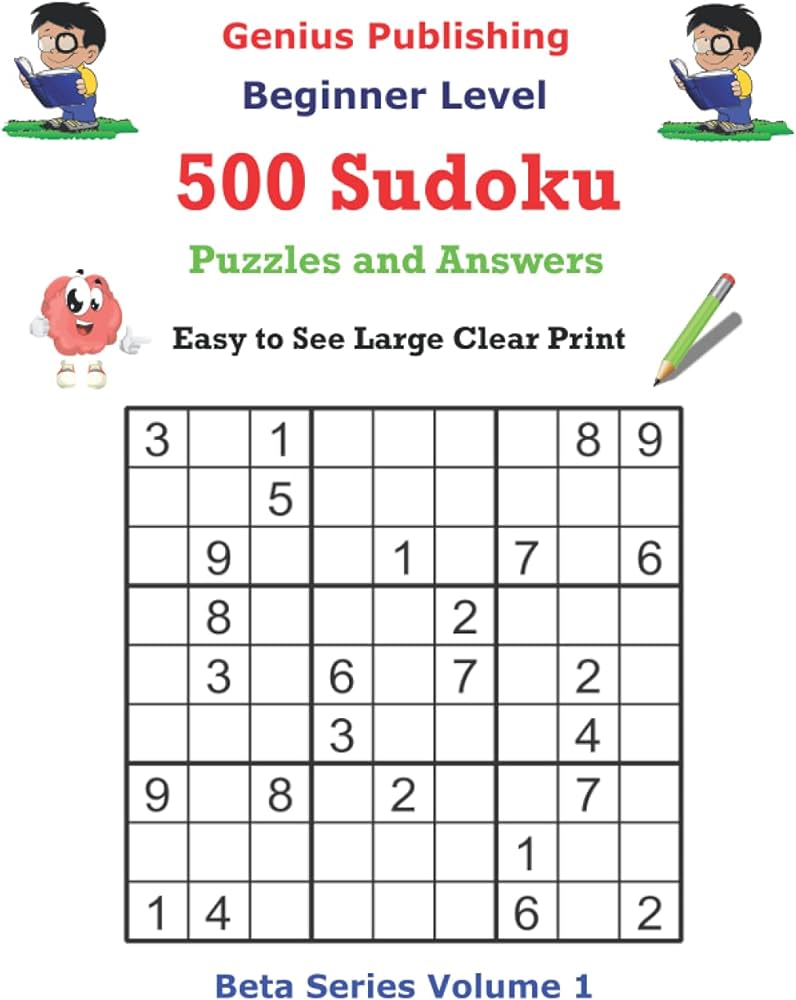 Genius Publishing
Beginner Level
500 Sudoku
Puzzles and Answers
Easy to See Large Clear Print
3 1 8 9
5
9 1 7 6
8 2
3 6 7 2
3 4
9 8 2 7
1
1 4 6 2
Beta Series Volume 1